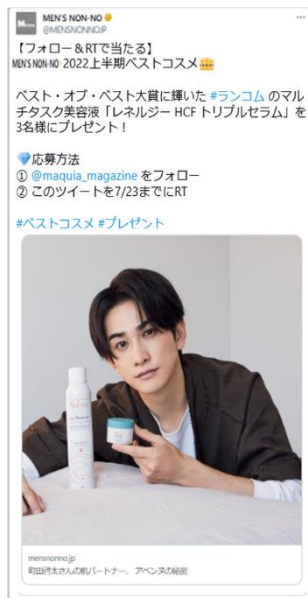 MEN'S NON-NO
@MENSNONNOJP
【フォロー＆RTで当たる】
MEN'S NON-NO 2022上半期ベストコスメ
ベスト・オブ・ベスト大賞に輝いた #ランコム のマル
チタスク美容液「レネルジー HCF トリプルセラム」を
3名様にプレゼント！
応募方法
① @maquia_magazine をフォロー
② このツイートを7/23までにRT
#ベストコスメ #プレゼント
mensnonno.jp
町田啓太さんの肌パートナー、アベンヌの秘密